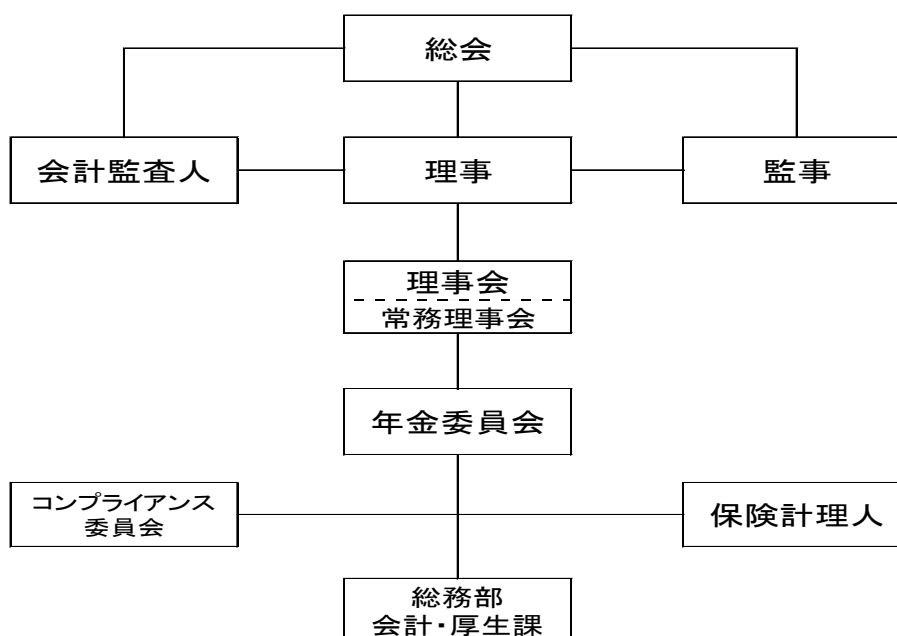 総会
会計監査人
理事
監事
理事会
常務理事会
年金委員会
コンプライアンス
委員会
保険計理人
総務部
会計・厚生課